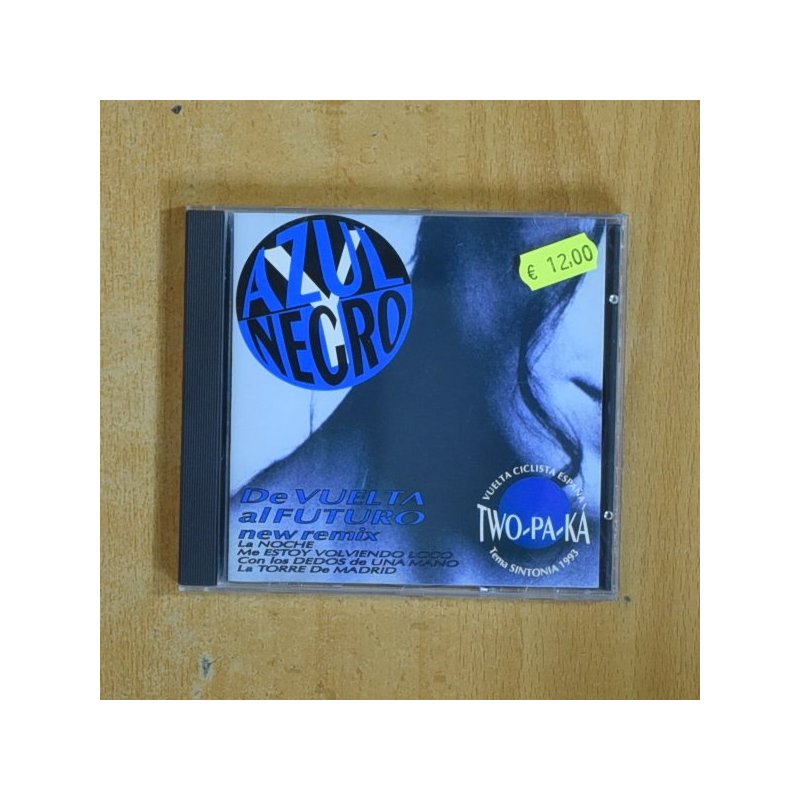 AZUL
Y
NEGRO
€ 12,00
De VUELTA
al FUTURO
new remix
La NOCHE
Me ESTOY VOLVIENDO LOCO
Con los DEDOS de UNA MANO
La TORRE De MADRID
VUELTA CICLISTA ESPAÑA
TWO-PA-KÁ
Tema SINTONIA 1993